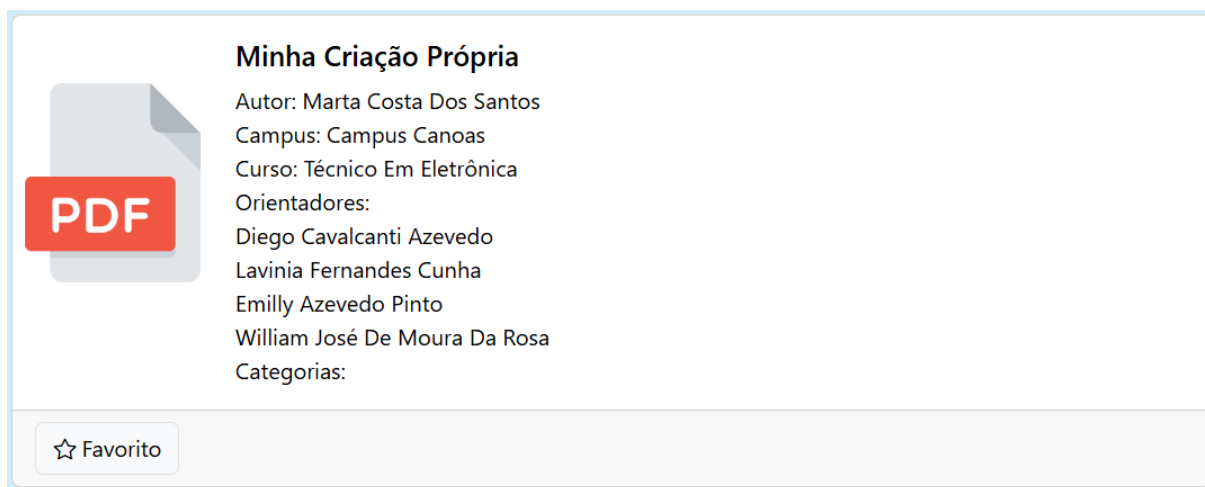 Minha Criação Própria
Autor: Marta Costa Dos Santos
Campus: Campus Canoas
Curso: Técnico Em Eletrônica
Orientadores:
Diego Cavalcanti Azevedo
Lavinia Fernandes Cunha
Emilly Azevedo Pinto
William José De Moura Da Rosa
Categorias:
PDF
Favorito